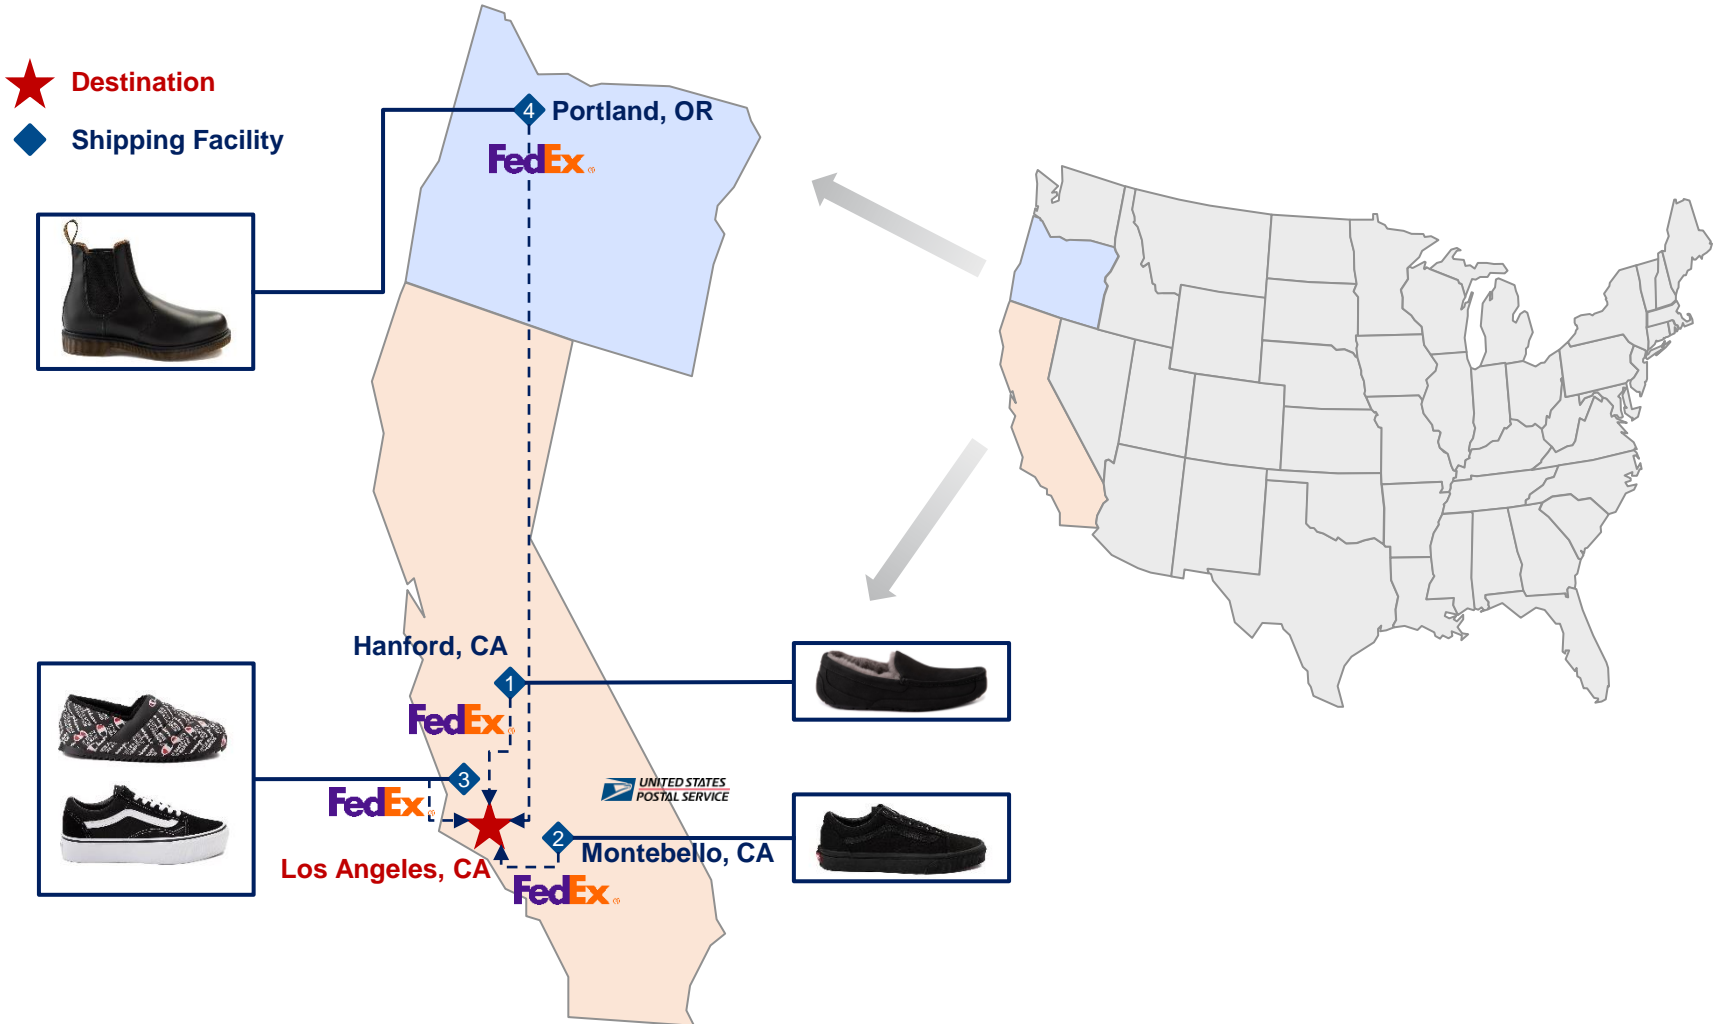 Destination
Shipping Facility
4
Portland, OR
FedEx®
Hanford, CA
1
FedEx®
3
FedEx®
UNITED STATES
POSTAL SERVICE
2
Montebello, CA
Los Angeles, CA
FedEx®